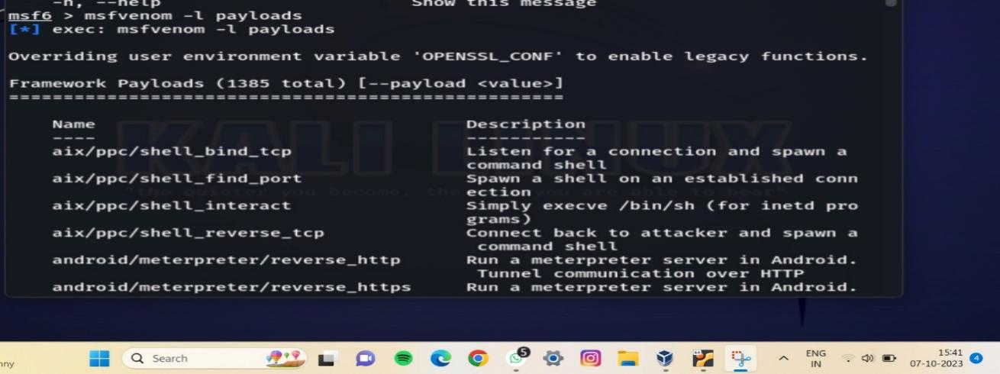 -h, --help Show this message
msf6 > msfvenom -l payloads
[*] exec: msfvenom -l payloads
Overriding user environment variable 'OPENSSL_CONF' to enable legacy functions.
Framework Payloads (1385 total) [--payload <value>]
===================================================
Name Description
---- -----------
aix/ppc/shell_bind_tcp Listen for a connection and spawn a
command shell
aix/ppc/shell_find_port Spawn a shell on an established conn
ection
aix/ppc/shell_interact Simply execve /bin/sh (for inetd pro
grams)
aix/ppc/shell_reverse_tcp Connect back to attacker and spawn a
command shell
android/meterpreter/reverse_http Run a meterpreter server in Android.
Tunnel communication over HTTP
android/meterpreter/reverse_https Run a meterpreter server in Android.
KALI LINUX
"the quieter you become, the you are able to hear"
nny
Search
5
ENG
IN
15:41
07-10-2023
4